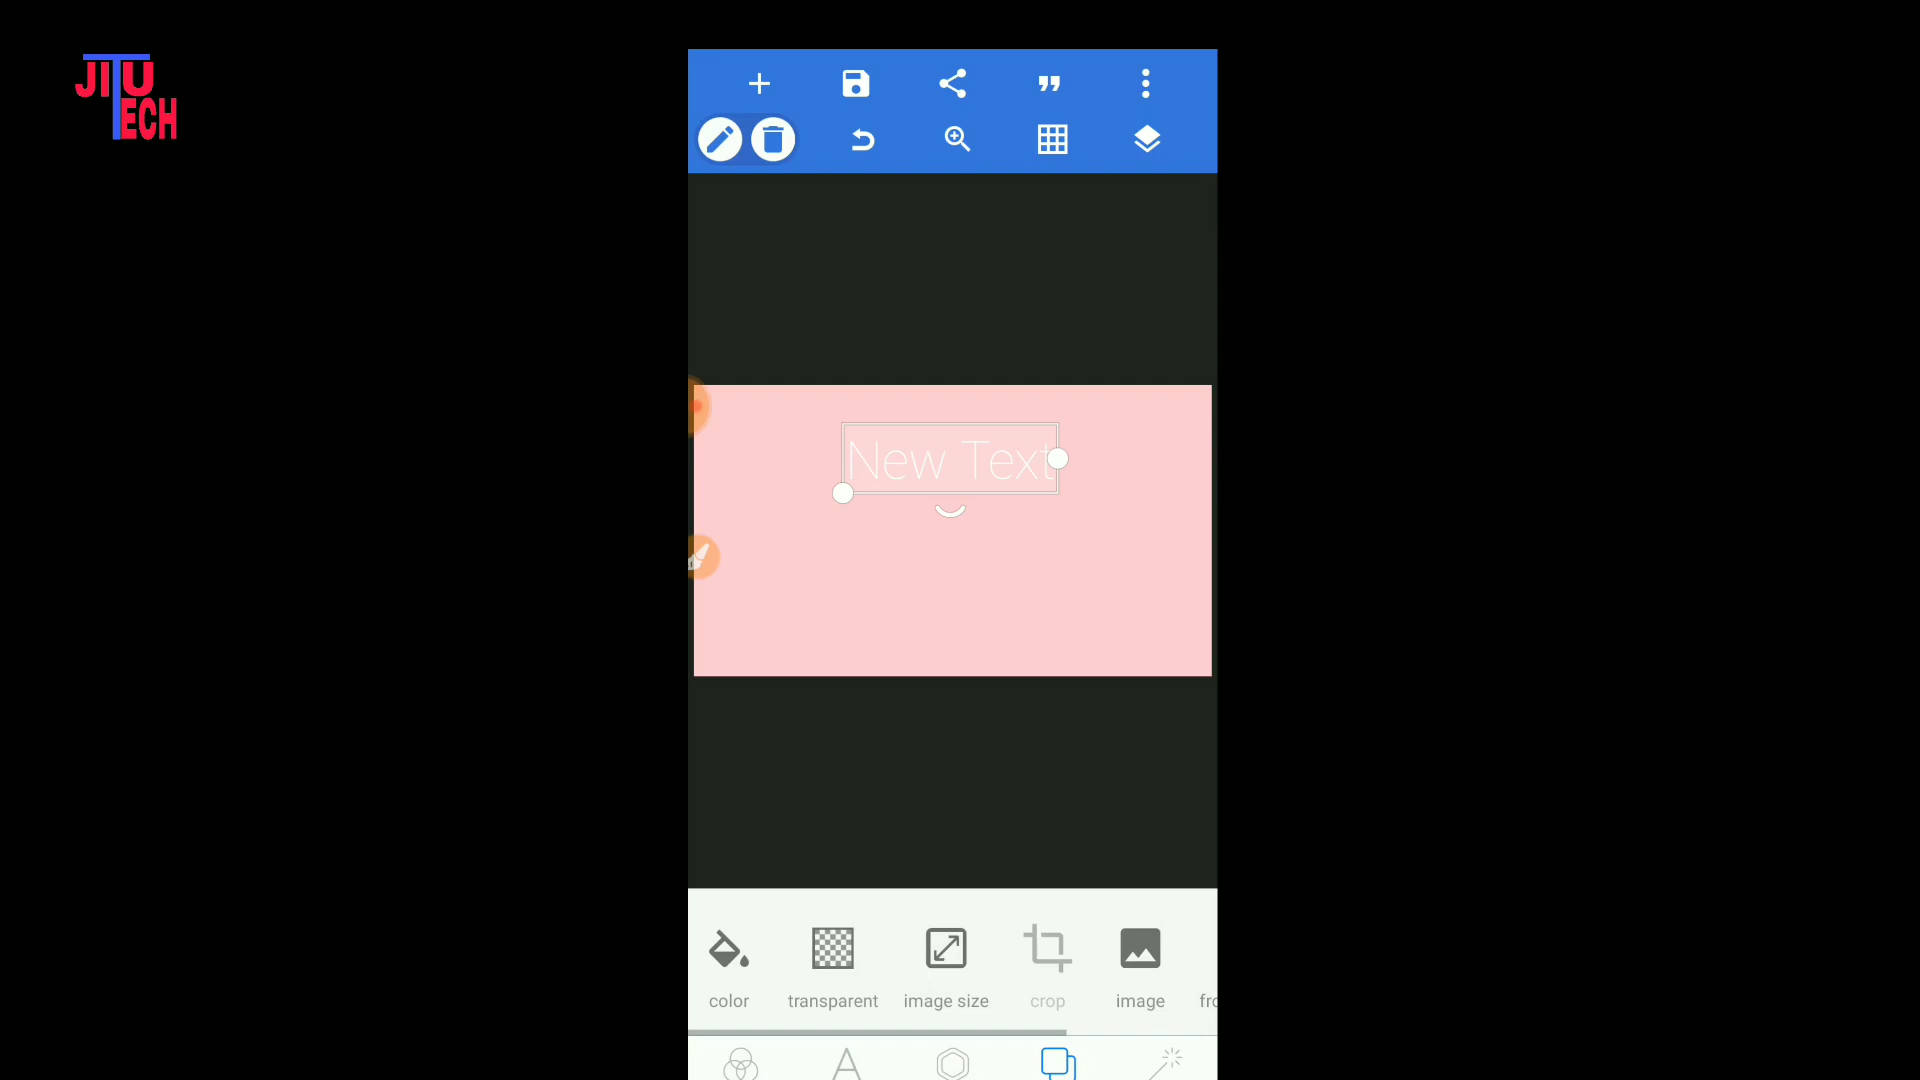 JITU
TECH
New Text
color
transparent
image size
crop
image